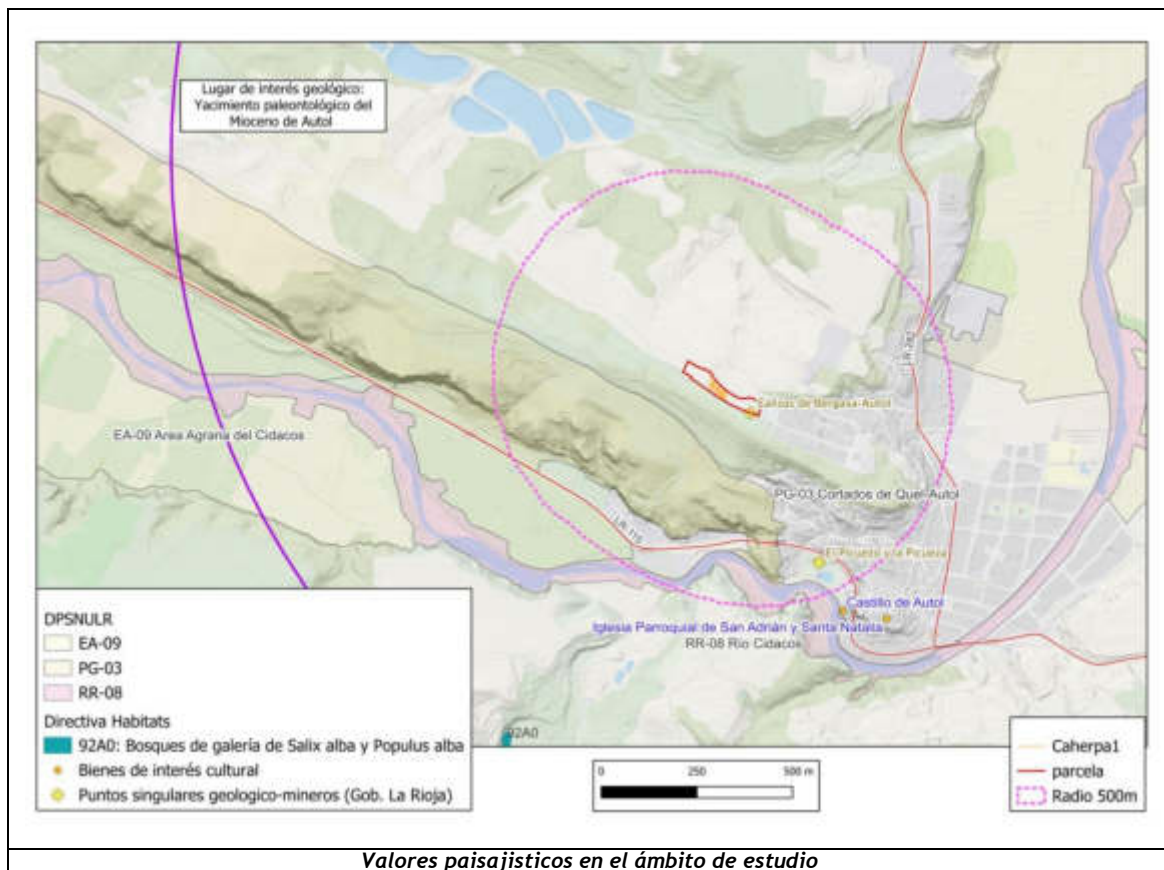 Lugar de interés geológico:
Yacimiento paleontológico del
Mioceno de Autol
LR-282
Bergasa-Autol
EA-09 Area Agraria del Cidacos
PG-03 Cortados de Quel-Autol
LR-115
El Picuezo y la Picueza
Castillo de Autol
Iglesia Parroquial de San Adrián y Santa Natalia
RR-08 Río Cidacos
92A0
DPSNULR
EA-09
PG-03
RR-08
Directiva Habitats
92A0: Bosques de galería de Salix alba y Populus alba
Bienes de interés cultural
Puntos singulares geologico-mineros (Gob. La Rioja)
0 250 500 m
Caherpa1
parcela
Radio 500m
Valores paisajisticos en el ámbito de estudio